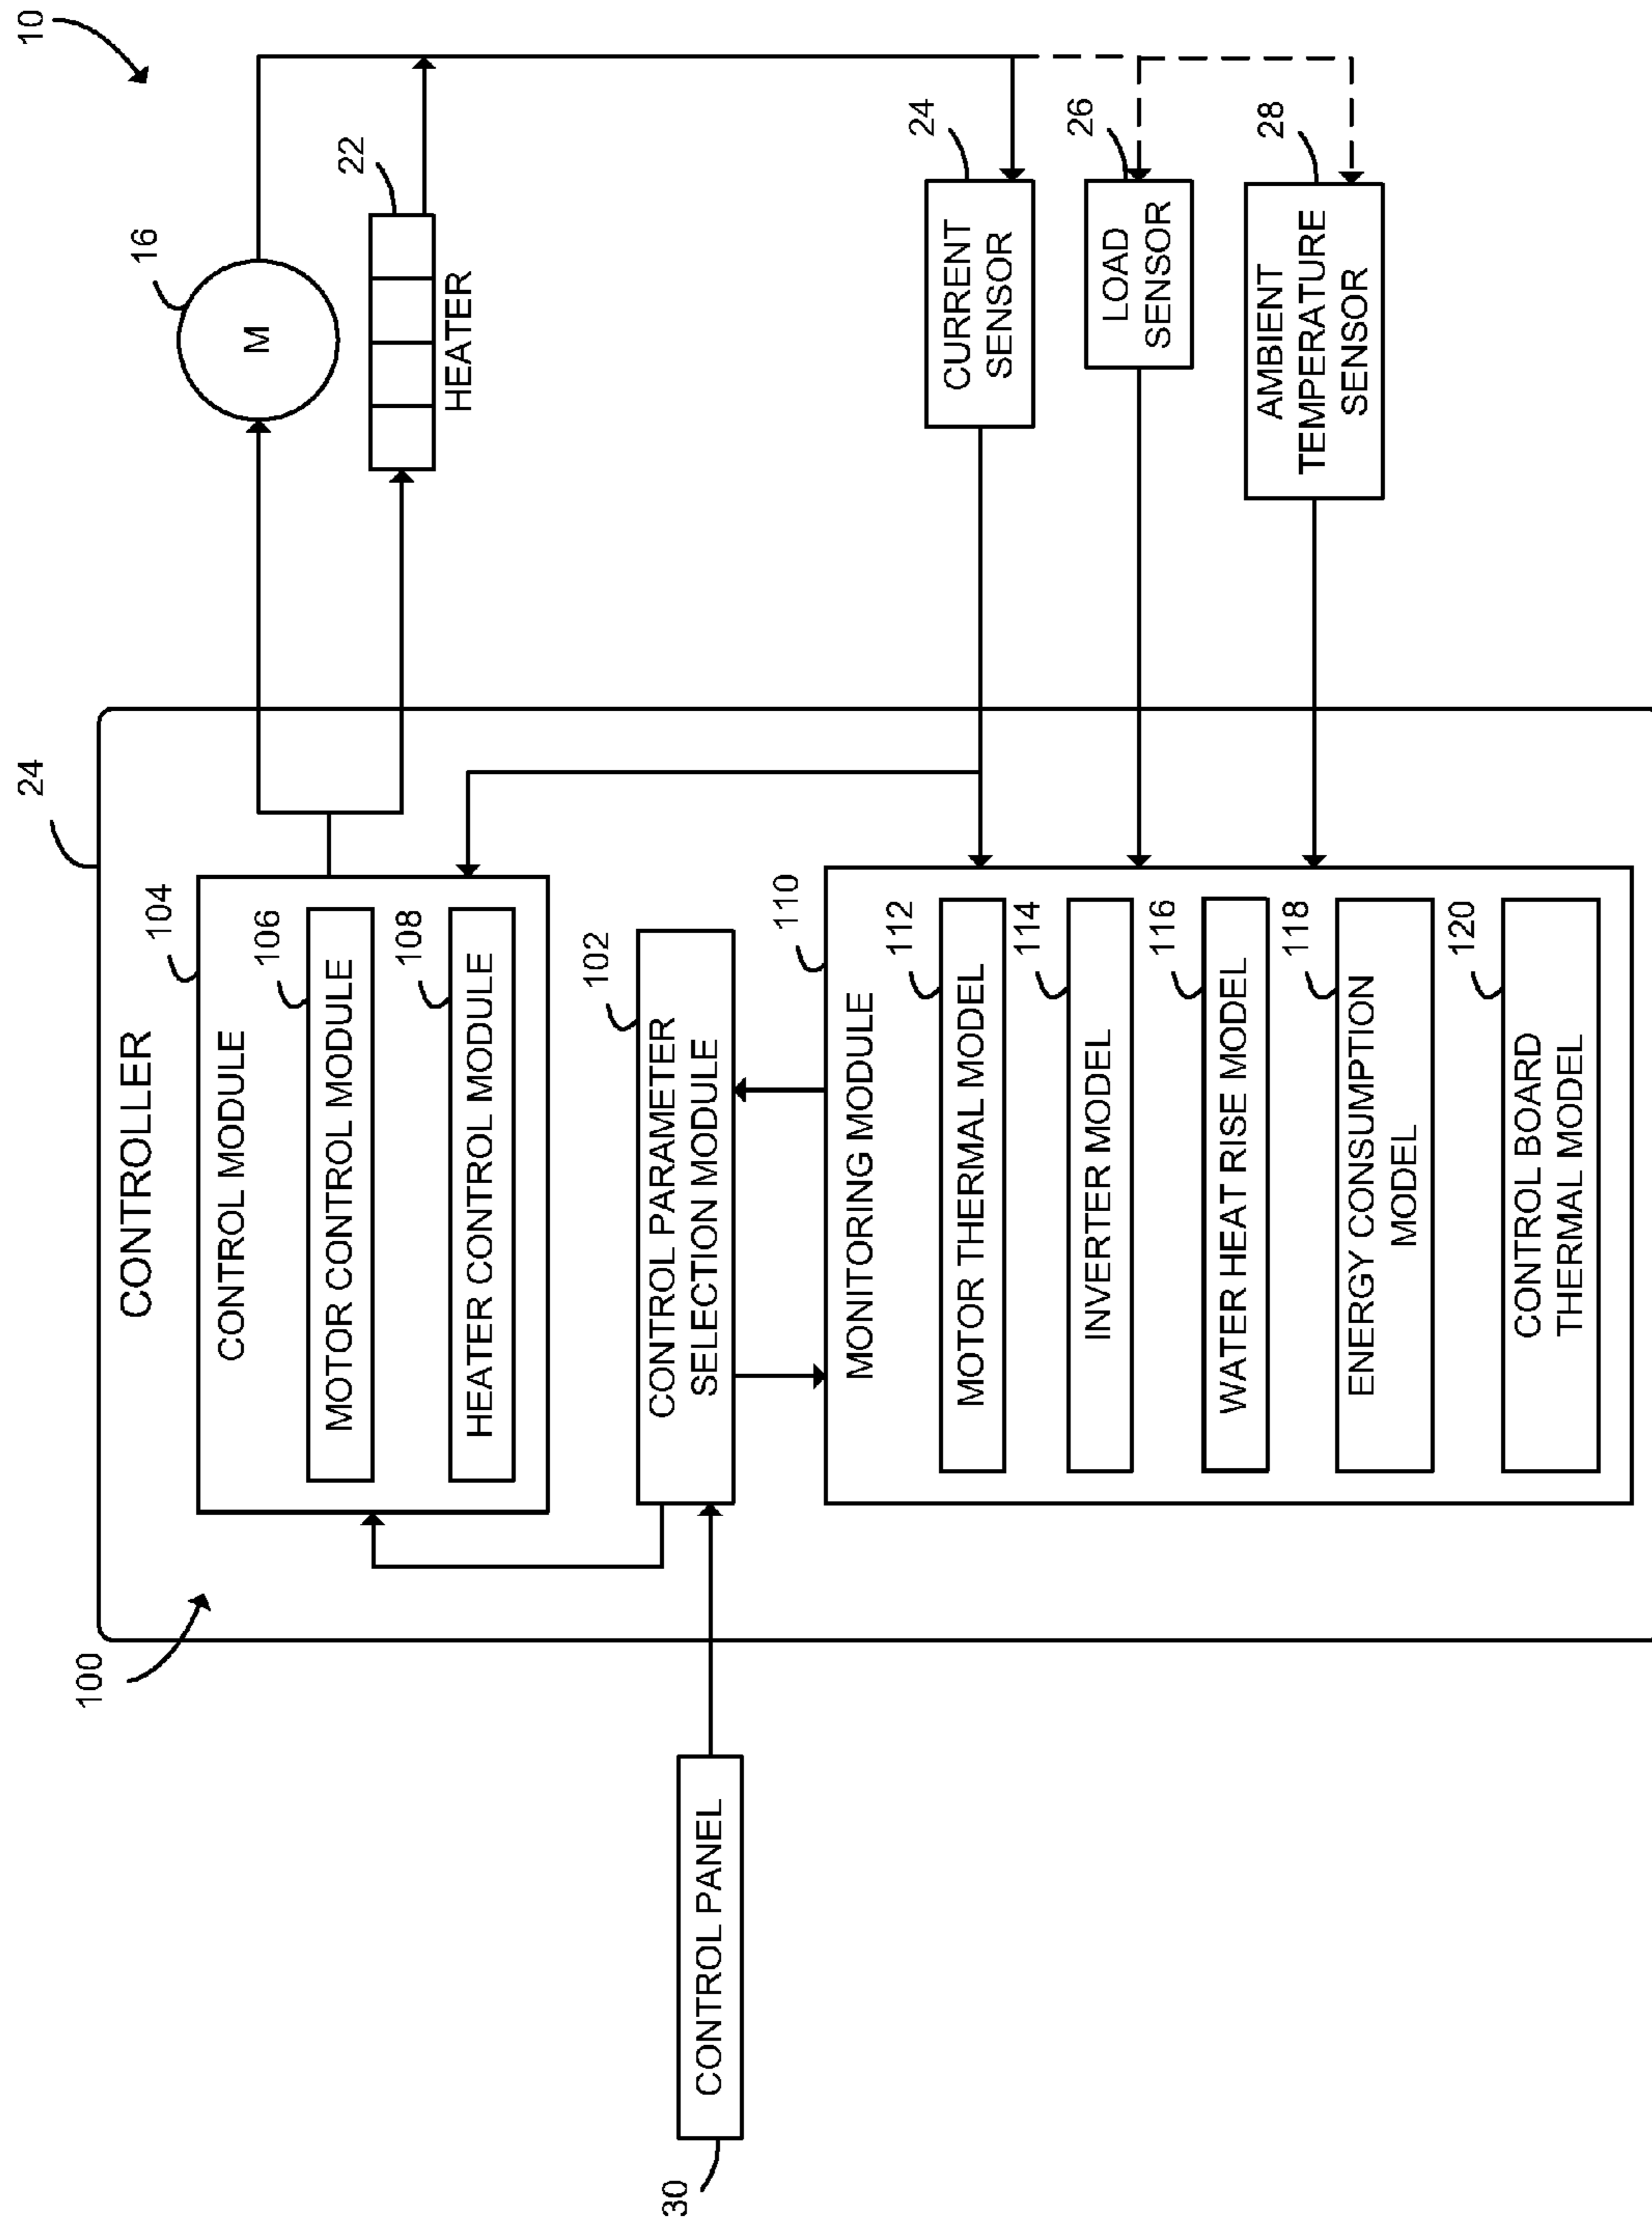 10
24
CONTROLLER
100
104
CONTROL MODULE
106
MOTOR CONTROL MODULE
108
HEATER CONTROL MODULE
102
CONTROL PARAMETER
SELECTION MODULE
30
CONTROL PANEL
110
MONITORING MODULE
112
MOTOR THERMAL MODEL
114
INVERTER MODEL
116
WATER HEAT RISE MODEL
118
ENERGY CONSUMPTION
MODEL
120
CONTROL BOARD
THERMAL MODEL
16
M
22
HEATER
24
CURRENT
SENSOR
26
LOAD
SENSOR
28
AMBIENT
TEMPERATURE
SENSOR